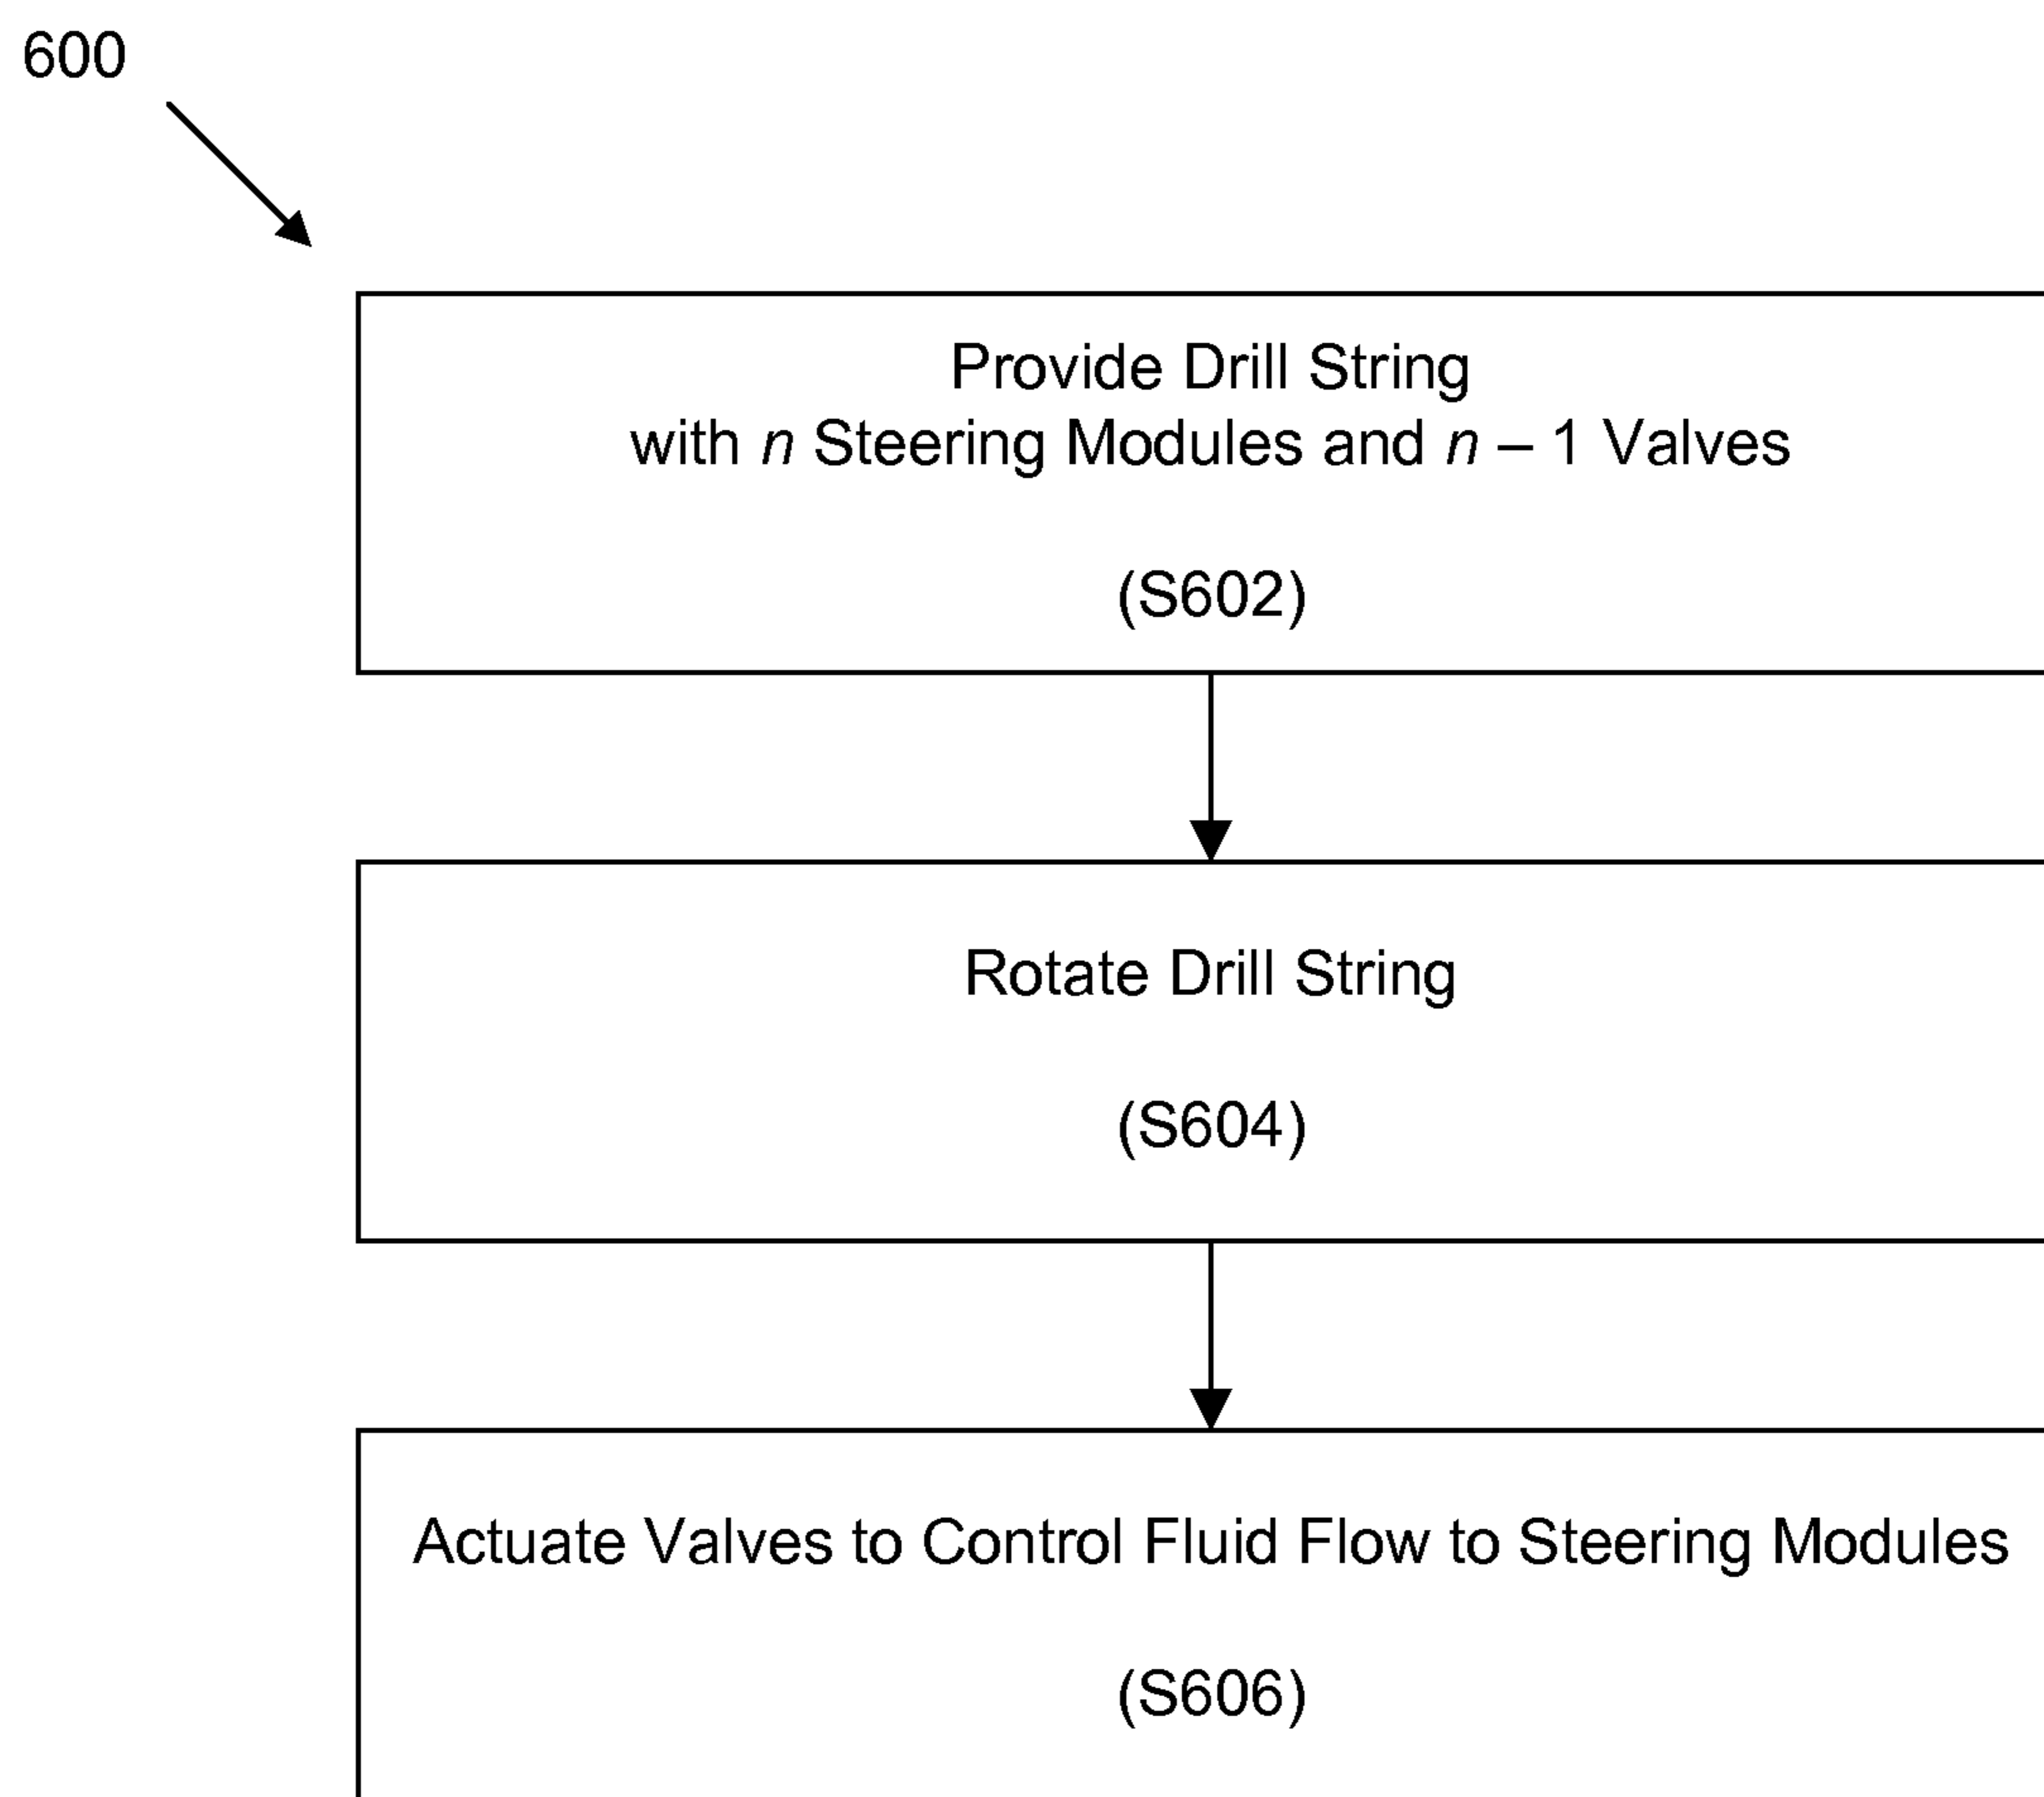 600
Provide Drill String
with n Steering Modules and n – 1 Valves
(S602)
Rotate Drill String
(S604)
Actuate Valves to Control Fluid Flow to Steering Modules
(S606)